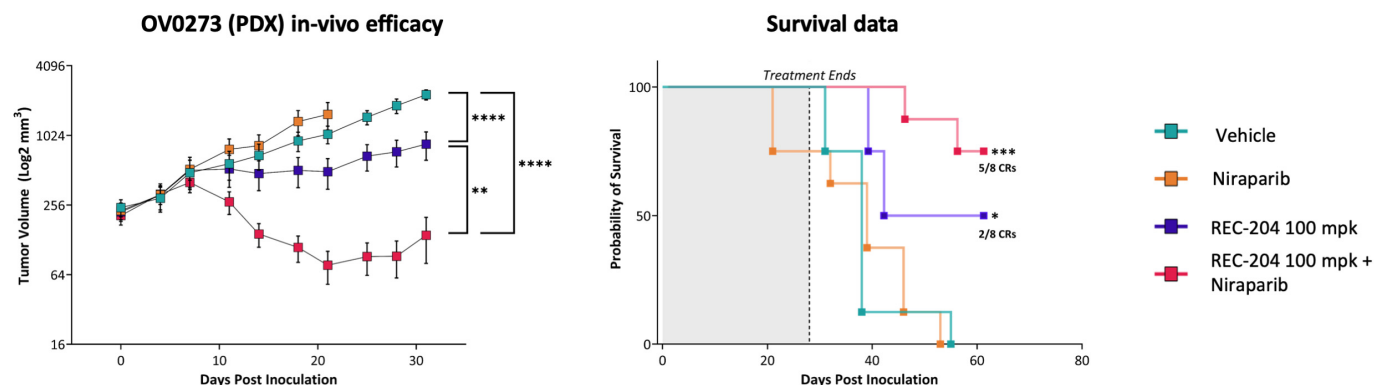 OV0273 (PDX) in-vivo efficacy
Tumor Volume (Log2 mm³)
4096
1024
256
64
16
0
10
20
30
Days Post Inoculation
****
**
****
Survival data
Treatment Ends
Probability of Survival
100
50
0
0
20
40
60
80
Days Post Inoculation
***
5/8 CRs
*
2/8 CRs
Vehicle
Niraparib
REC-204 100 mpk
REC-204 100 mpk +
Niraparib